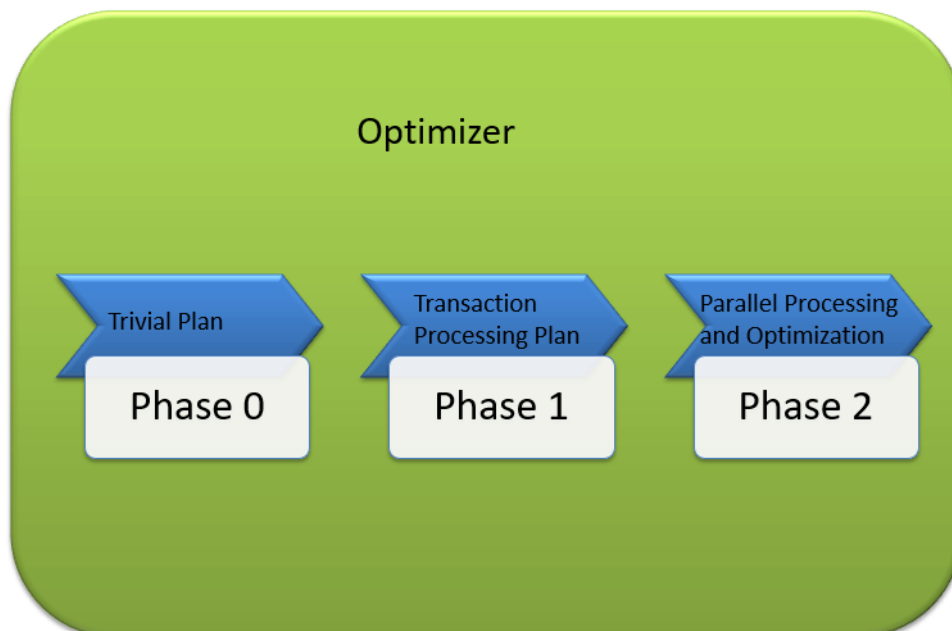 Optimizer
Trivial Plan
Phase 0
Transaction
Processing Plan
Phase 1
Parallel Processing
and Optimization
Phase 2